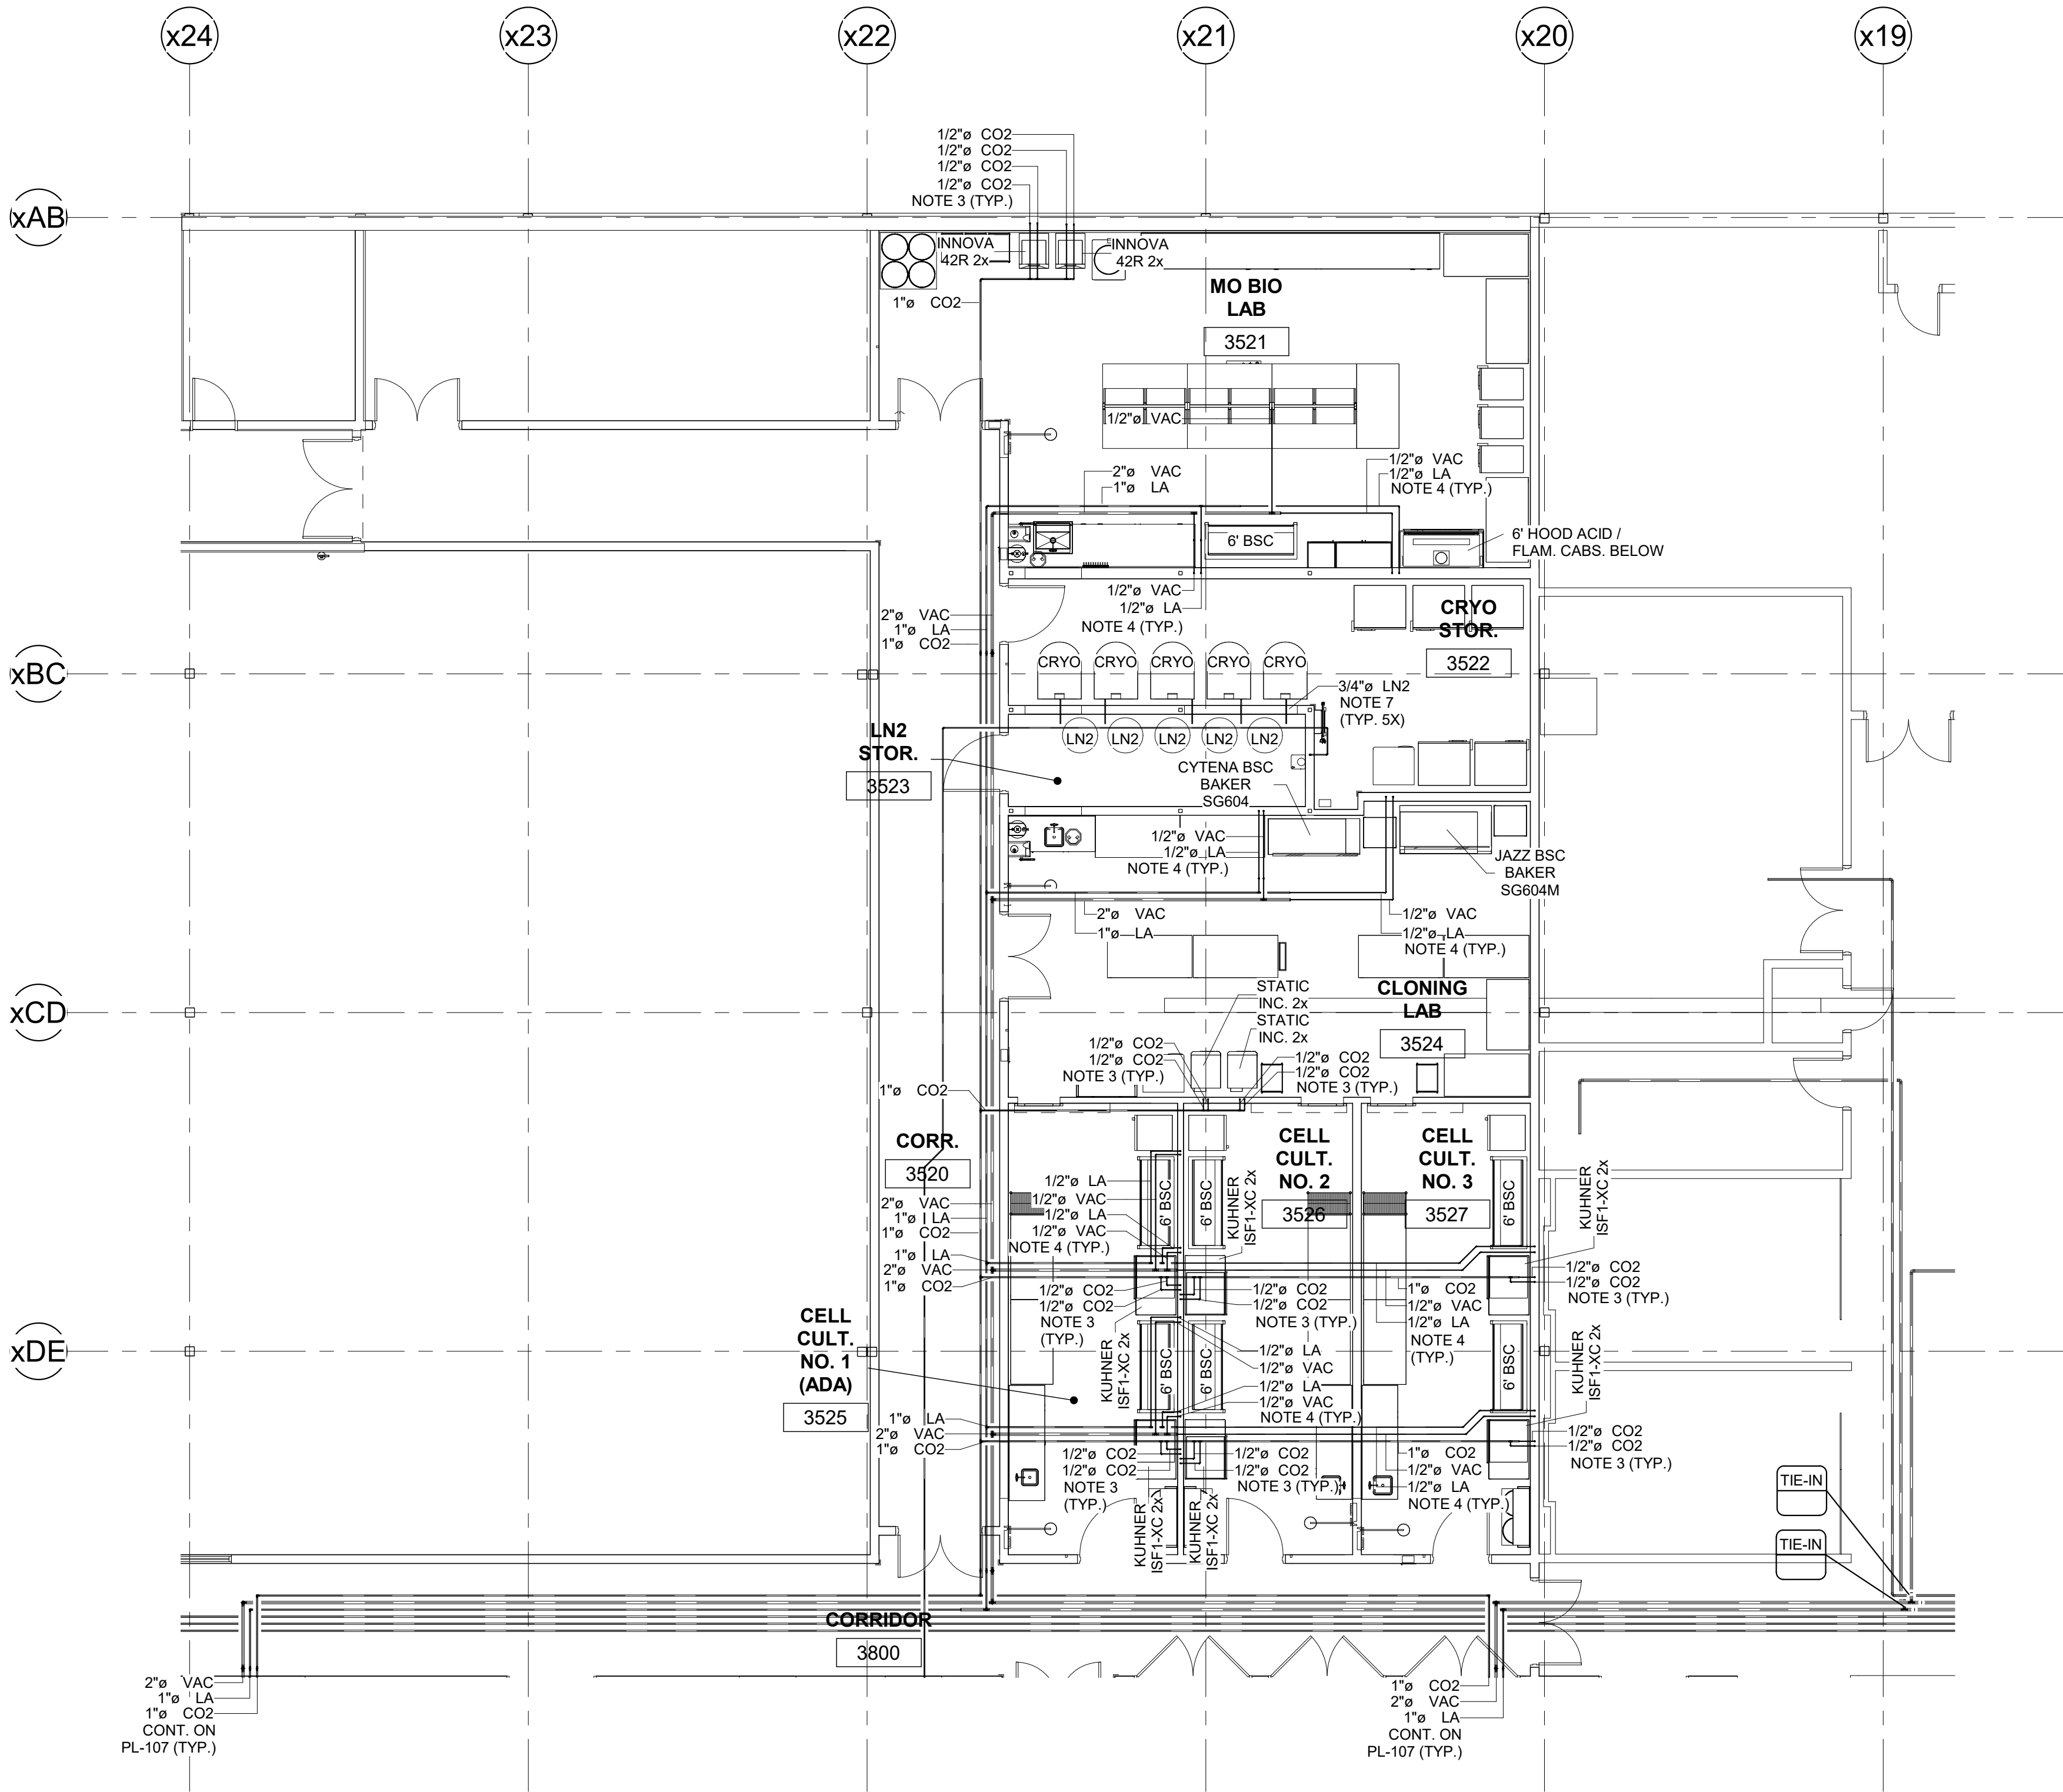 x24
x23
x22
x21
x20
x19
xAB
xBC
xCD
xDE
1/2"ø CO2
1/2"ø CO2
1/2"ø CO2
1/2"ø CO2
NOTE 3 (TYP.)
INNOVA
42R 2x
INNOVA
42R 2x
1"ø CO2
MO BIO
LAB
3521
1/2"ø VAC
2"ø VAC
1"ø LA
1/2"ø VAC
1/2"ø LA
NOTE 4 (TYP.)
6' BSC
6' HOOD ACID /
FLAM. CABS. BELOW
1/2"ø VAC
1/2"ø LA
NOTE 4 (TYP.)
2"ø VAC
1"ø LA
1"ø CO2
CRYO
STOR.
3522
CRYO
CRYO
CRYO
CRYO
CRYO
3/4"ø LN2
NOTE 7
(TYP. 5X)
LN2
STOR.
3523
LN2
LN2
LN2
LN2
LN2
CYTENA BSC
BAKER
SG604
1/2"ø VAC
1/2"ø LA
NOTE 4 (TYP.)
JAZZ BSC
BAKER
SG604M
2"ø VAC
1"ø LA
1/2"ø VAC
1/2"ø LA
NOTE 4 (TYP.)
STATIC
INC. 2x
STATIC
INC. 2x
CLONING
LAB
3524
1/2"ø CO2
1/2"ø CO2
NOTE 3 (TYP.)
1/2"ø CO2
1/2"ø CO2
NOTE 3 (TYP.)
1"ø CO2
CORR.
3520
CELL
CULT.
NO. 2
3526
CELL
CULT.
NO. 3
3527
1/2"ø LA
1/2"ø VAC
1/2"ø LA
1/2"ø VAC
NOTE 4 (TYP.)
6' BSC
6' BSC
KUHNER
ISF1-XC 2x
6' BSC
KUHNER
ISF1-XC 2x
2"ø VAC
1"ø LA
1"ø CO2
1"ø LA
2"ø VAC
1"ø CO2
1/2"ø CO2
1/2"ø CO2
NOTE 3
(TYP.)
1/2"ø CO2
1/2"ø CO2
NOTE 3 (TYP.)
1"ø CO2
1/2"ø VAC
1/2"ø LA
NOTE 4
(TYP.)
1/2"ø CO2
1/2"ø CO2
NOTE 3 (TYP.)
CELL
CULT.
NO. 1
(ADA)
3525
KUHNER
ISF1-XC 2x
6' BSC
6' BSC
1/2"ø LA
1/2"ø VAC
1/2"ø LA
1/2"ø VAC
NOTE 4 (TYP.)
6' BSC
KUHNER
ISF1-XC 2x
1"ø LA
2"ø VAC
1"ø CO2
1/2"ø CO2
1/2"ø CO2
NOTE 3
(TYP.)
1/2"ø CO2
1/2"ø CO2
NOTE 3 (TYP.)
1"ø CO2
1/2"ø VAC
1/2"ø LA
NOTE 4 (TYP.)
1/2"ø CO2
1/2"ø CO2
NOTE 3 (TYP.)
KUHNER
ISF1-XC 2x
KUHNER
ISF1-XC 2x
TIE-IN
TIE-IN
CORRIDOR
3800
2"ø VAC
1"ø LA
1"ø CO2
CONT. ON
PL-107 (TYP.)
1"ø CO2
2"ø VAC
1"ø LA
CONT. ON
PL-107 (TYP.)